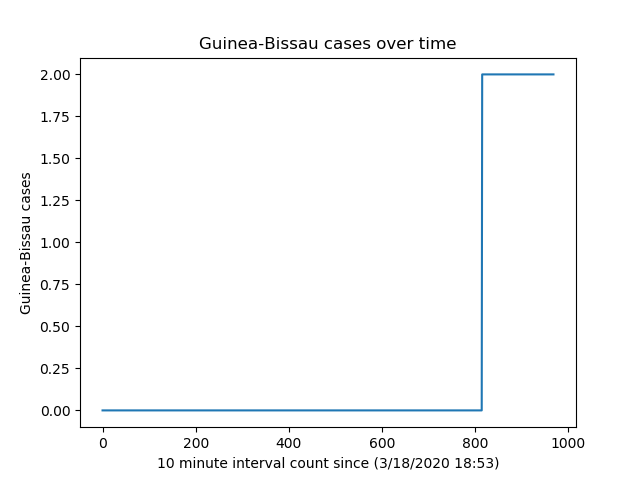 Guinea-Bissau cases over time
2.00
1.75
1.50
1.25
1.00
0.75
0.50
0.25
0.00
Guinea-Bissau cases
0 200 400 600 800 1000
10 minute interval count since (3/18/2020 18:53)